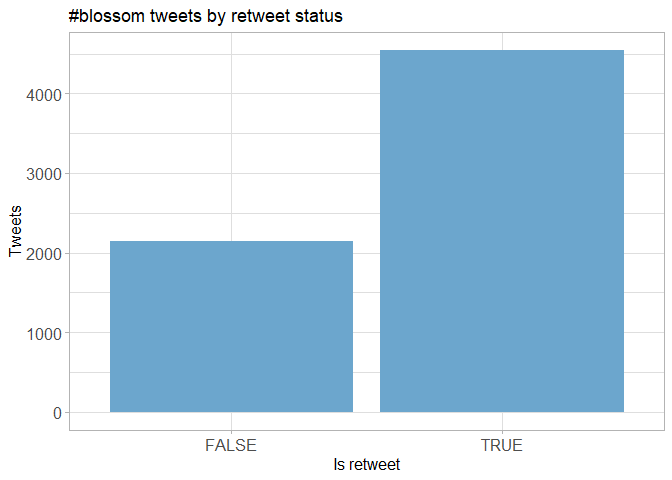 #blossom tweets by retweet status
Tweets
4000
3000
2000
1000
0
FALSE
TRUE
Is retweet